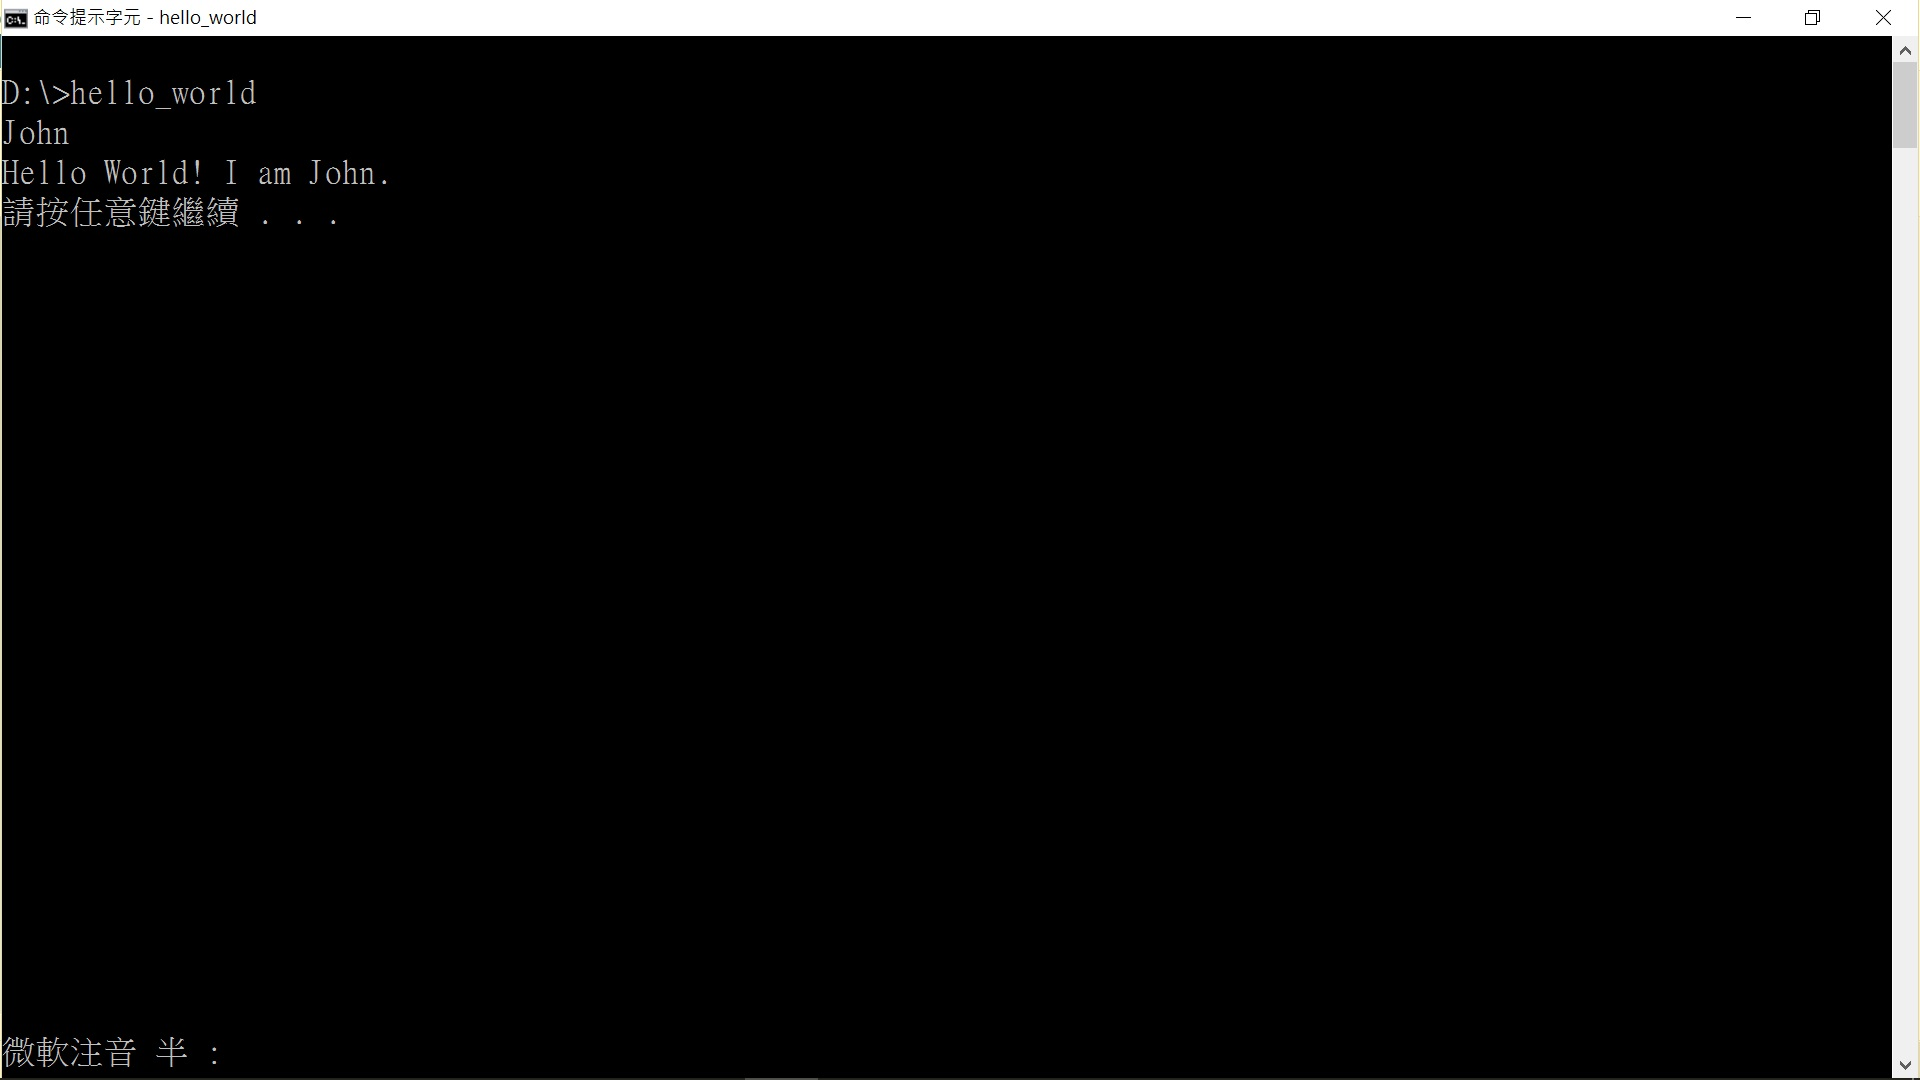 命令提示字元 - hello_world
D:\>hello_world
John
Hello World! I am John.
請按任意鍵繼續 . . .
微軟注音 半 :